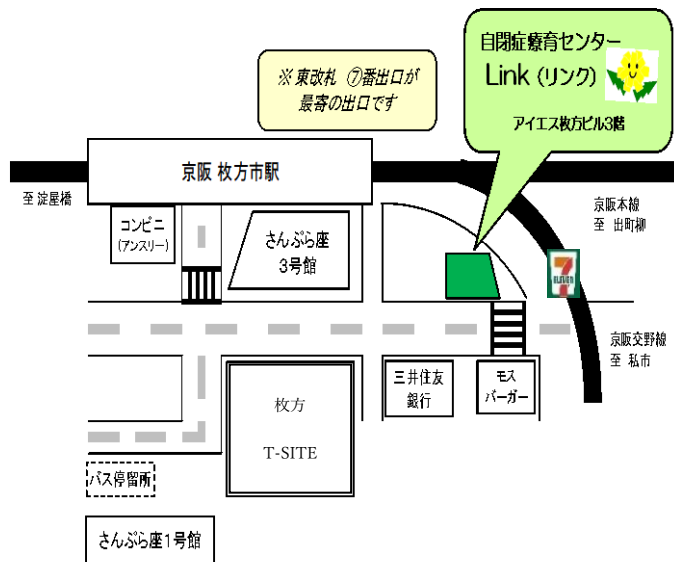 自閉症療育センター
Link（リンク）
アイエス枚方ビル3階
※東改札 ⑦番出口が
最寄の出口です
京阪 枚方市駅
至 淀屋橋
京阪本線
至 出町柳
コンビニ
（アンスリー）
さんぷら座
3号館
7
ELEVEN
京阪交野線
至 私市
三井住友
銀行
モス
バーガー
枚方
T-SITE
バス停留所
さんぷら座1号館